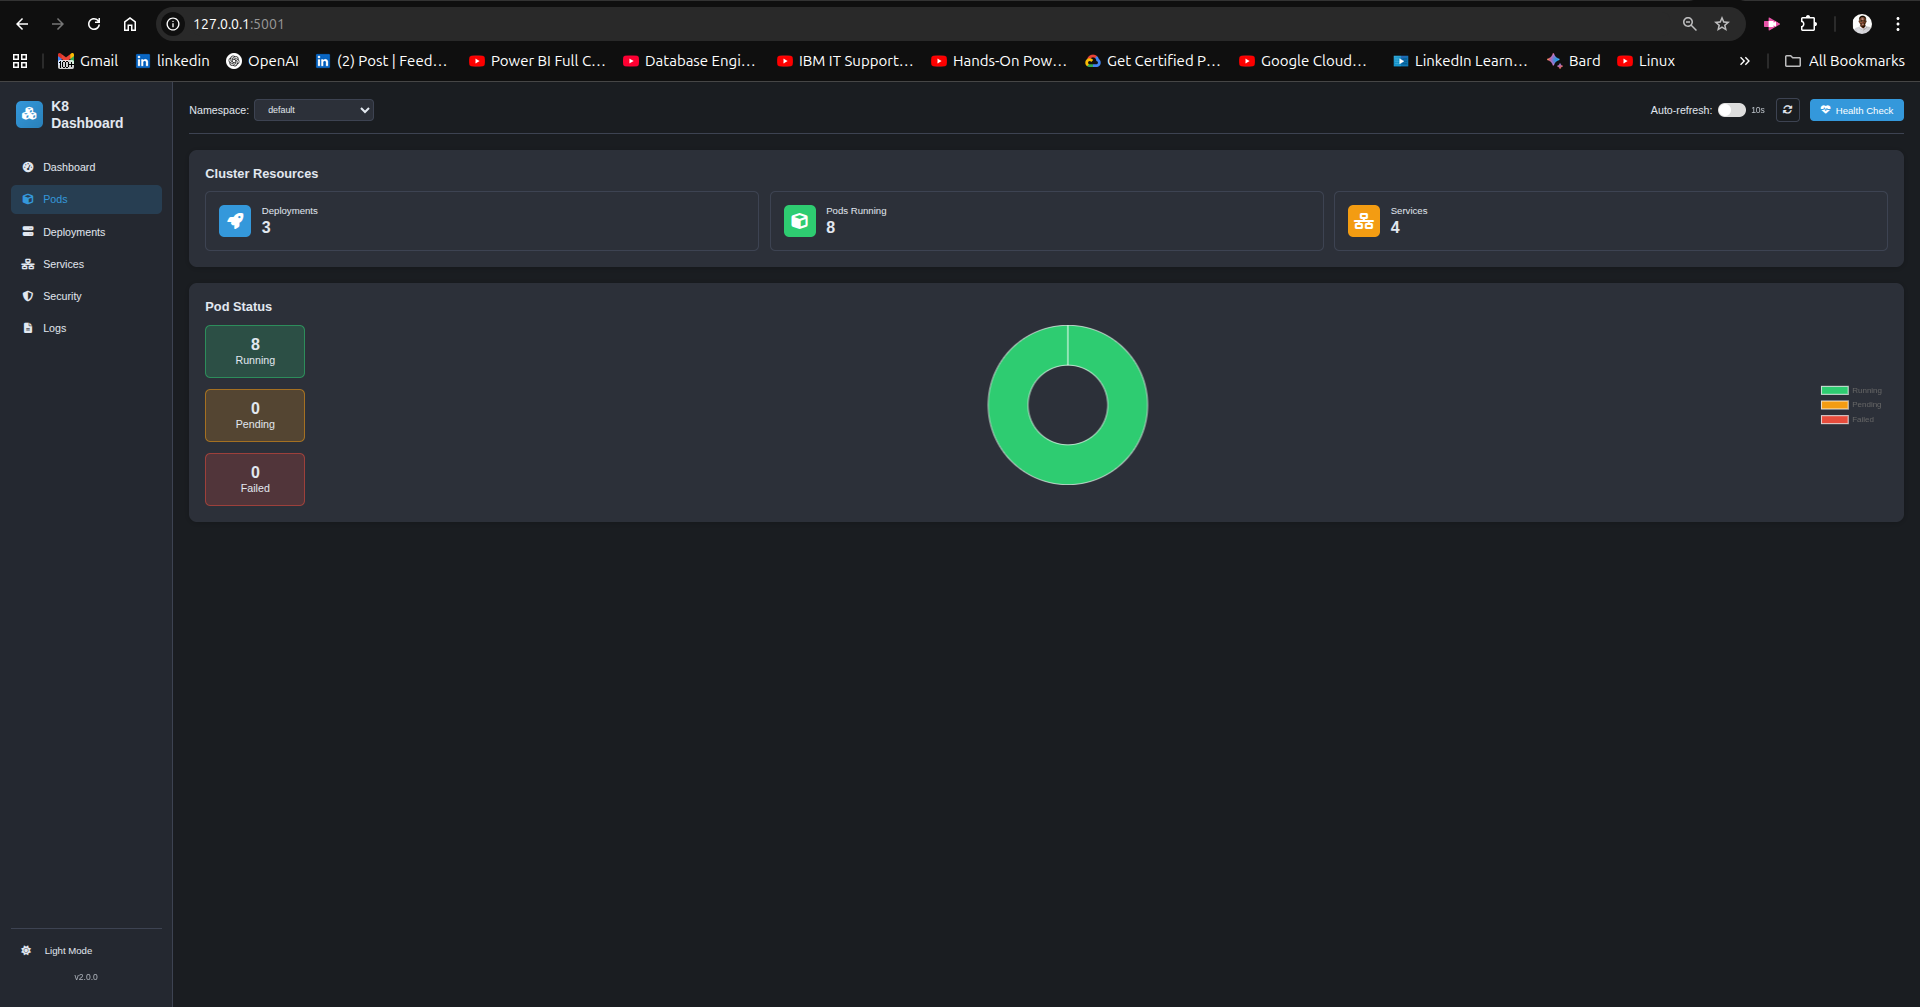 127.0.0.1:5001
Gmail linkedin OpenAI (2) Post | Feed... Power BI Full C... Database Engi... IBM IT Support... Hands-On Pow... Get Certified P... Google Cloud... LinkedIn Learn... Bard Linux All Bookmarks
K8
Dashboard
Dashboard
Pods
Deployments
Services
Security
Logs
Light Mode
v2.0.0
Namespace: default Auto-refresh: 10s Health Check
Cluster Resources
Deployments
3
Pods Running
8
Services
4
Pod Status
8
Running
0
Pending
0
Failed
Running
Pending
Failed